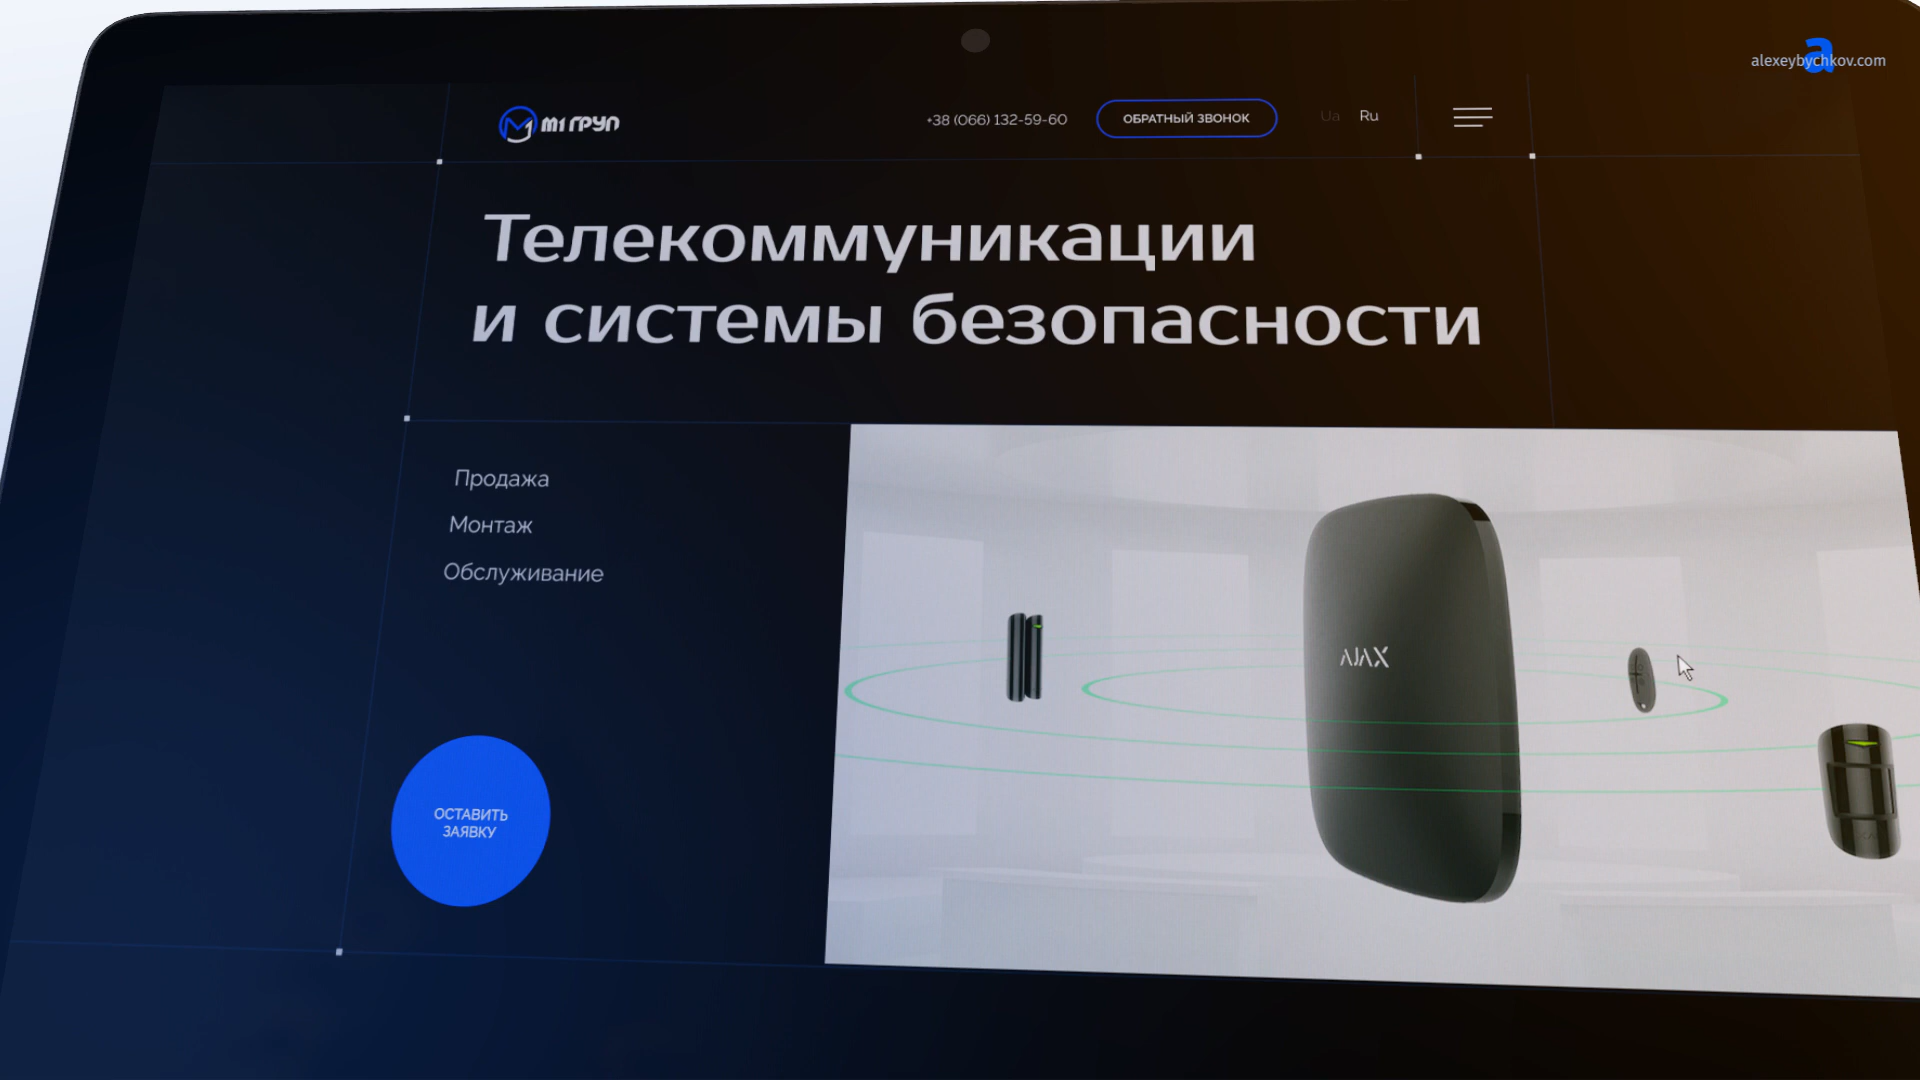 alexeybychkov.com
М1 ГРУП
+38 (066) 132-59-60
ОБРАТНЫЙ ЗВОНОК
Ua
Ru
Телекоммуникации
и системы безопасности
Продажа
Монтаж
Обслуживание
AJAX
ОСТАВИТЬ
ЗАЯВКУ